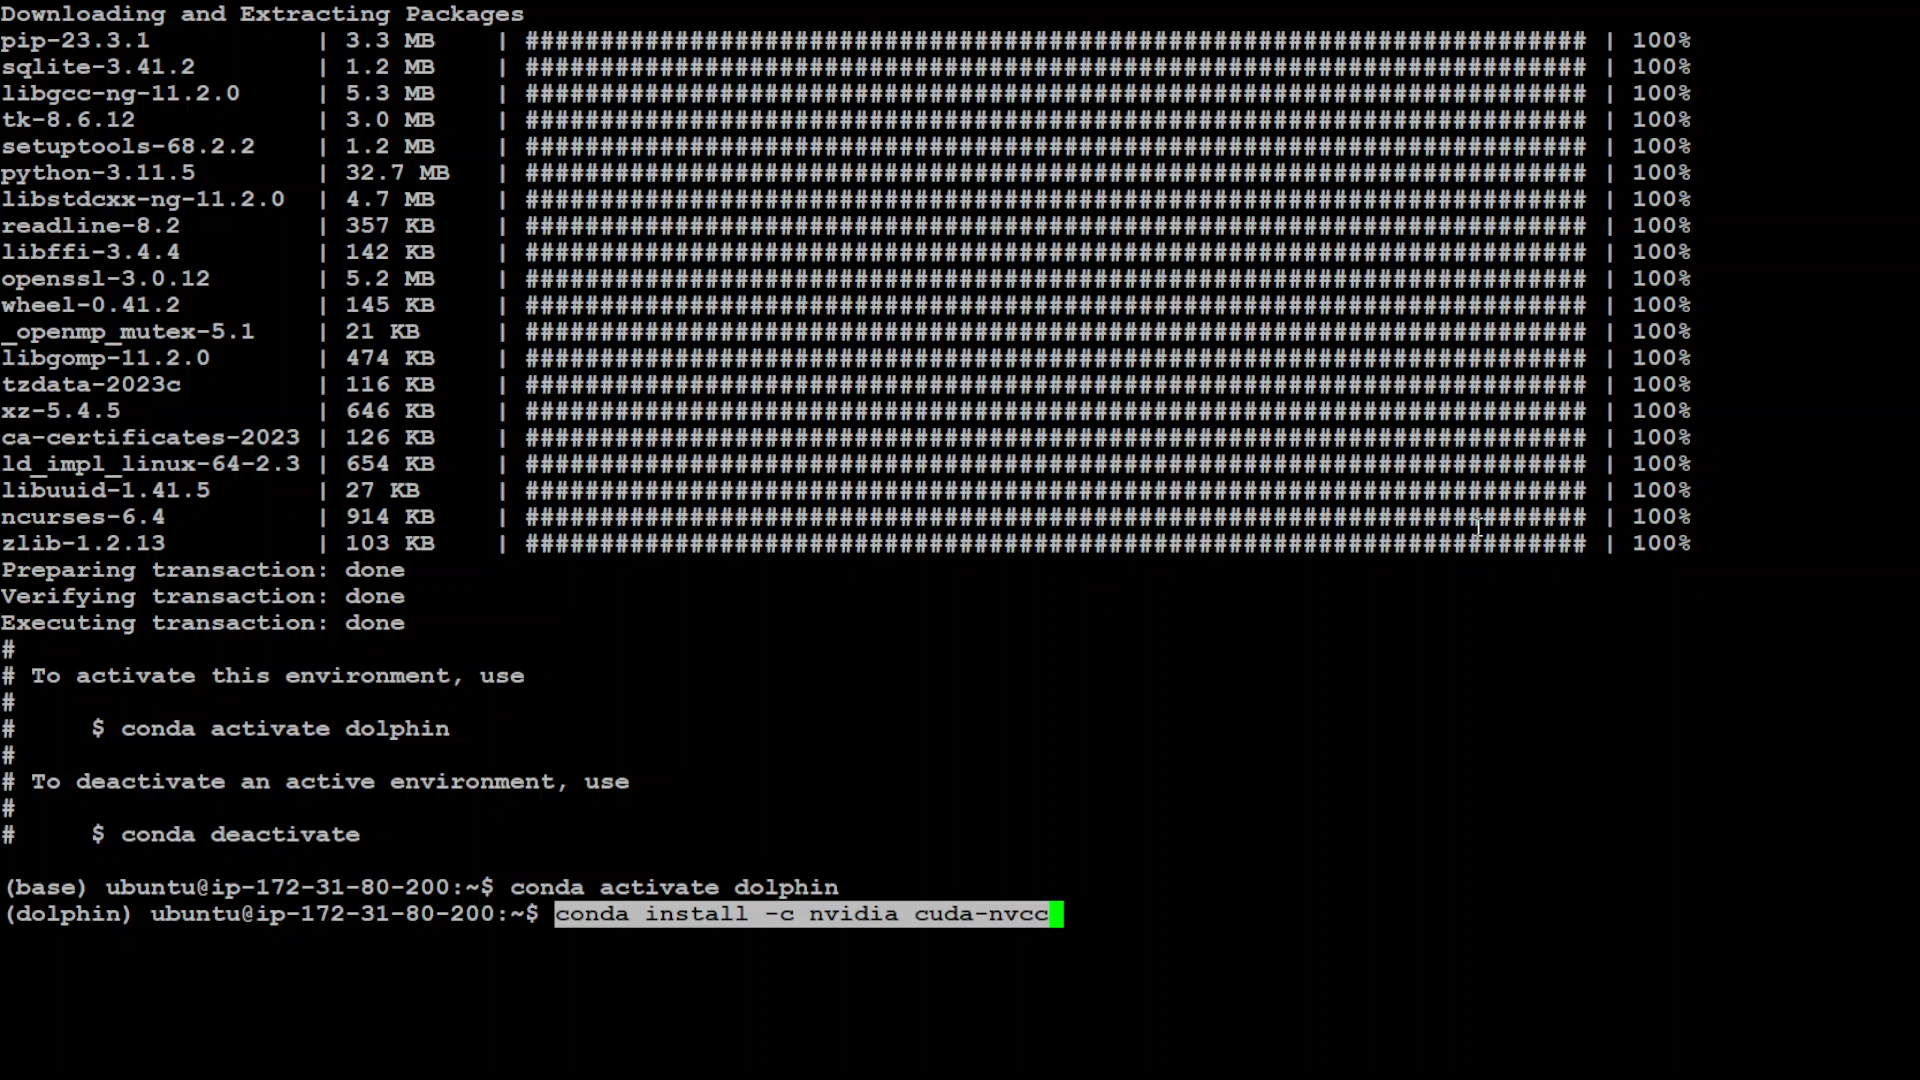 Downloading and Extracting Packages
pip-23.3.1 | 3.3 MB | ####################################################################### | 100%
sqlite-3.41.2 | 1.2 MB | ####################################################################### | 100%
libgcc-ng-11.2.0 | 5.3 MB | ####################################################################### | 100%
tk-8.6.12 | 3.0 MB | ####################################################################### | 100%
setuptools-68.2.2 | 1.2 MB | ####################################################################### | 100%
python-3.11.5 | 32.7 MB | ####################################################################### | 100%
libstdcxx-ng-11.2.0 | 4.7 MB | ####################################################################### | 100%
readline-8.2 | 357 KB | ####################################################################### | 100%
libffi-3.4.4 | 142 KB | ####################################################################### | 100%
openssl-3.0.12 | 5.2 MB | ####################################################################### | 100%
wheel-0.41.2 | 145 KB | ####################################################################### | 100%
_openmp_mutex-5.1 | 21 KB | ####################################################################### | 100%
libgomp-11.2.0 | 474 KB | ####################################################################### | 100%
tzdata-2023c | 116 KB | ####################################################################### | 100%
xz-5.4.5 | 646 KB | ####################################################################### | 100%
ca-certificates-2023 | 126 KB | ####################################################################### | 100%
ld_impl_linux-64-2.3 | 654 KB | ####################################################################### | 100%
libuuid-1.41.5 | 27 KB | ####################################################################### | 100%
ncurses-6.4 | 914 KB | ####################################################################### | 100%
zlib-1.2.13 | 103 KB | ####################################################################### | 100%
Preparing transaction: done
Verifying transaction: done
Executing transaction: done
#
# To activate this environment, use
#
#     $ conda activate dolphin
#
# To deactivate an active environment, use
#
#     $ conda deactivate
(base) ubuntu@ip-172-31-80-200:~$ conda activate dolphin
(dolphin) ubuntu@ip-172-31-80-200:~$ conda install -c nvidia cuda-nvcc